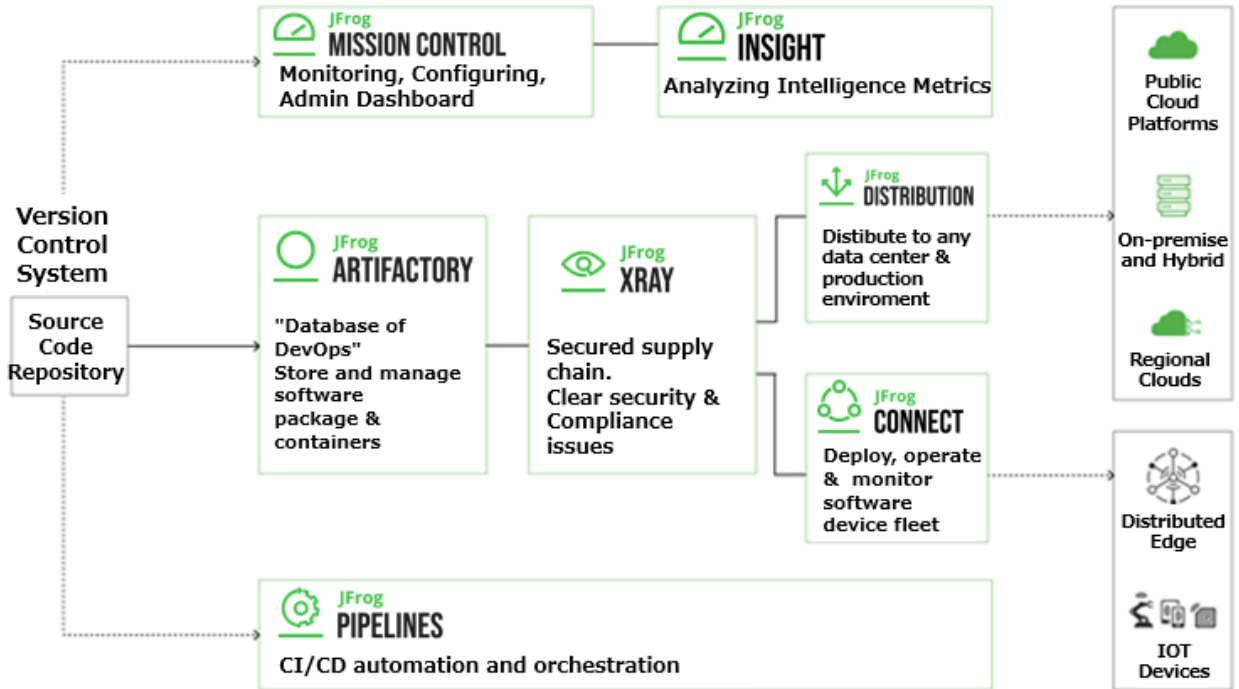 JFrog
MISSION CONTROL
Monitoring, Configuring,
Admin Dashboard
JFrog
INSIGHT
Analyzing Intelligence Metrics
Public
Cloud
Platforms
On-premise
and Hybrid
Regional
Clouds
Version
Control
System
Source
Code
Repository
JFrog
ARTIFACTORY
"Database of
DevOps"
Store and manage
software
package &
containers
JFrog
XRAY
Secured supply
chain.
Clear security &
Compliance
issues
JFrog
DISTRIBUTION
Distibute to any
data center &
production
enviroment
JFrog
CONNECT
Deploy, operate
& monitor
software
device fleet
Distributed
Edge
IOT
Devices
JFrog
PIPELINES
CI/CD automation and orchestration